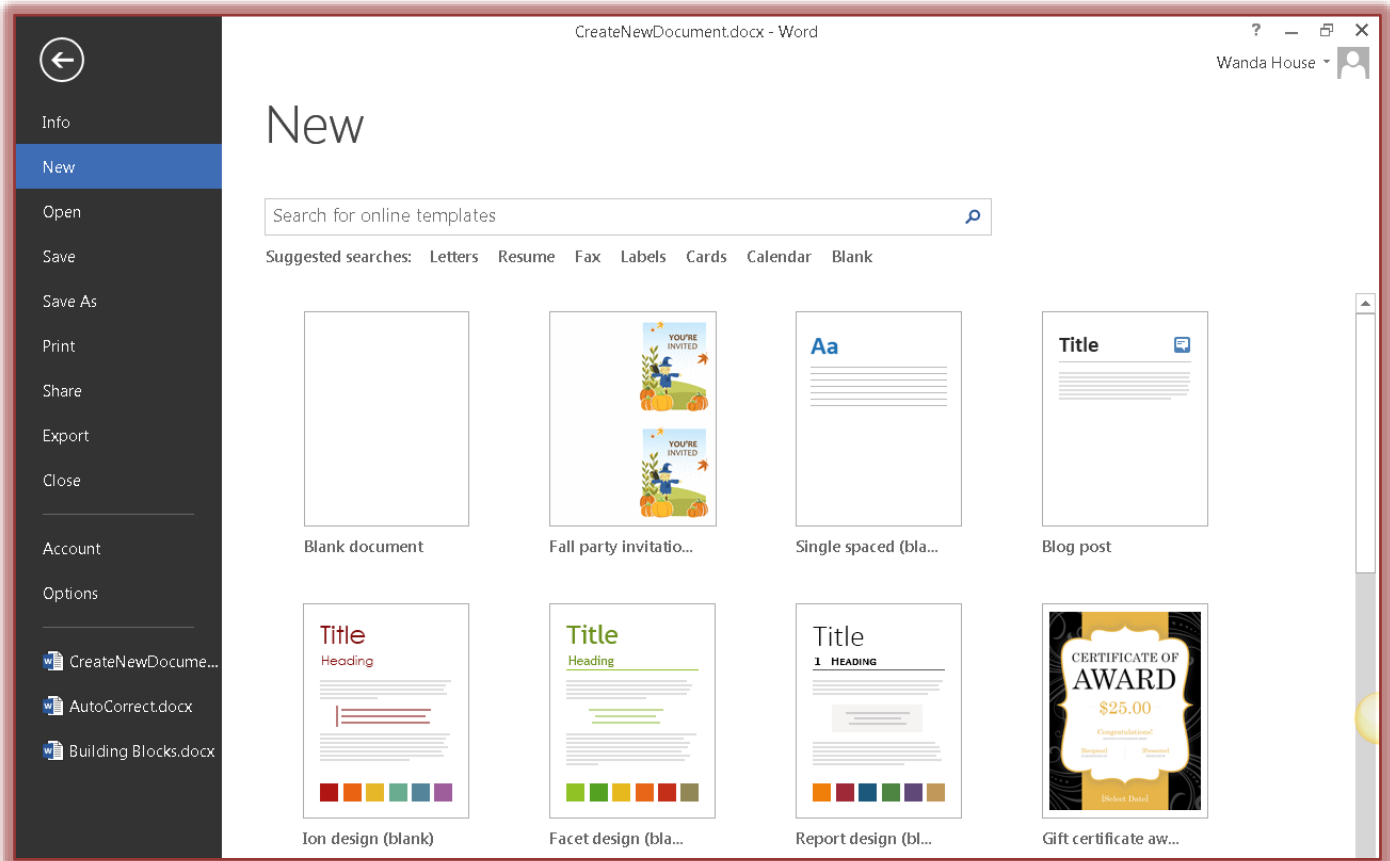 CreateNewDocument.docx - Word
?
Wanda House
Info
New
Open
Save
Save As
Print
Share
Export
Close
Account
Options
CreateNewDocume...
AutoCorrect.docx
Building Blocks.docx
New
Search for online templates
Suggested searches: Letters Resume Fax Labels Cards Calendar Blank
YOU'RE
INVITED
YOU'RE
INVITED
Aa
Title
Blank document
Fall party invitatio...
Single spaced (bla...
Blog post
Title
Heading
Title
Heading
Title
1 HEADING
CERTIFICATE OF
AWARD
$25.00
Congratulations!
[Select Date]
Ion design (blank)
Facet design (bla...
Report design (bl...
Gift certificate aw...